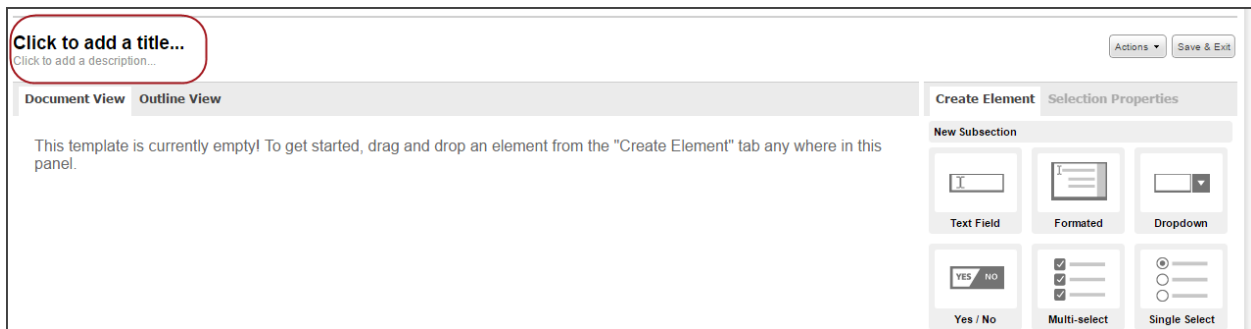 Click to add a title...
Click to add a description...
Actions
Save & Exit
Document View
Outline View
Create Element
Selection Properties
This template is currently empty! To get started, drag and drop an element from the "Create Element" tab any where in this
panel.
New Subsection
Text Field
Formated
Dropdown
YES
NO
Yes / No
Multi-select
Single Select